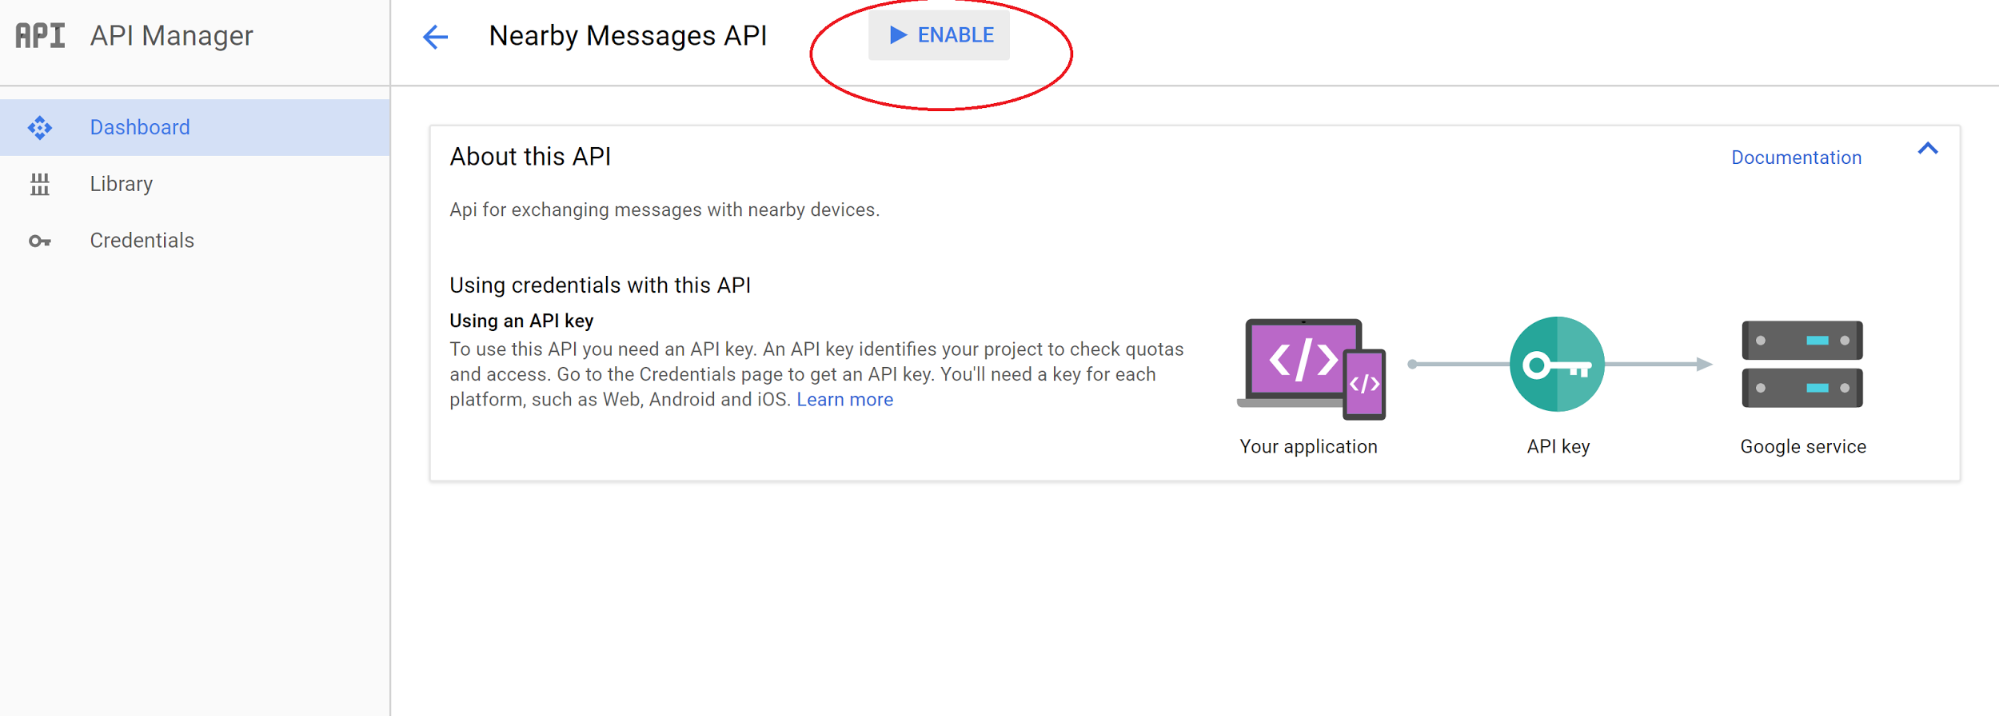 API API Manager
Nearby Messages API
ENABLE
Dashboard
Library
Credentials
About this API
Documentation
Api for exchanging messages with nearby devices.
Using credentials with this API
Using an API key
To use this API you need an API key. An API key identifies your project to check quotas
and access. Go to the Credentials page to get an API key. You'll need a key for each
platform, such as Web, Android and iOS. Learn more
</>
</>
Your application
API key
Google service